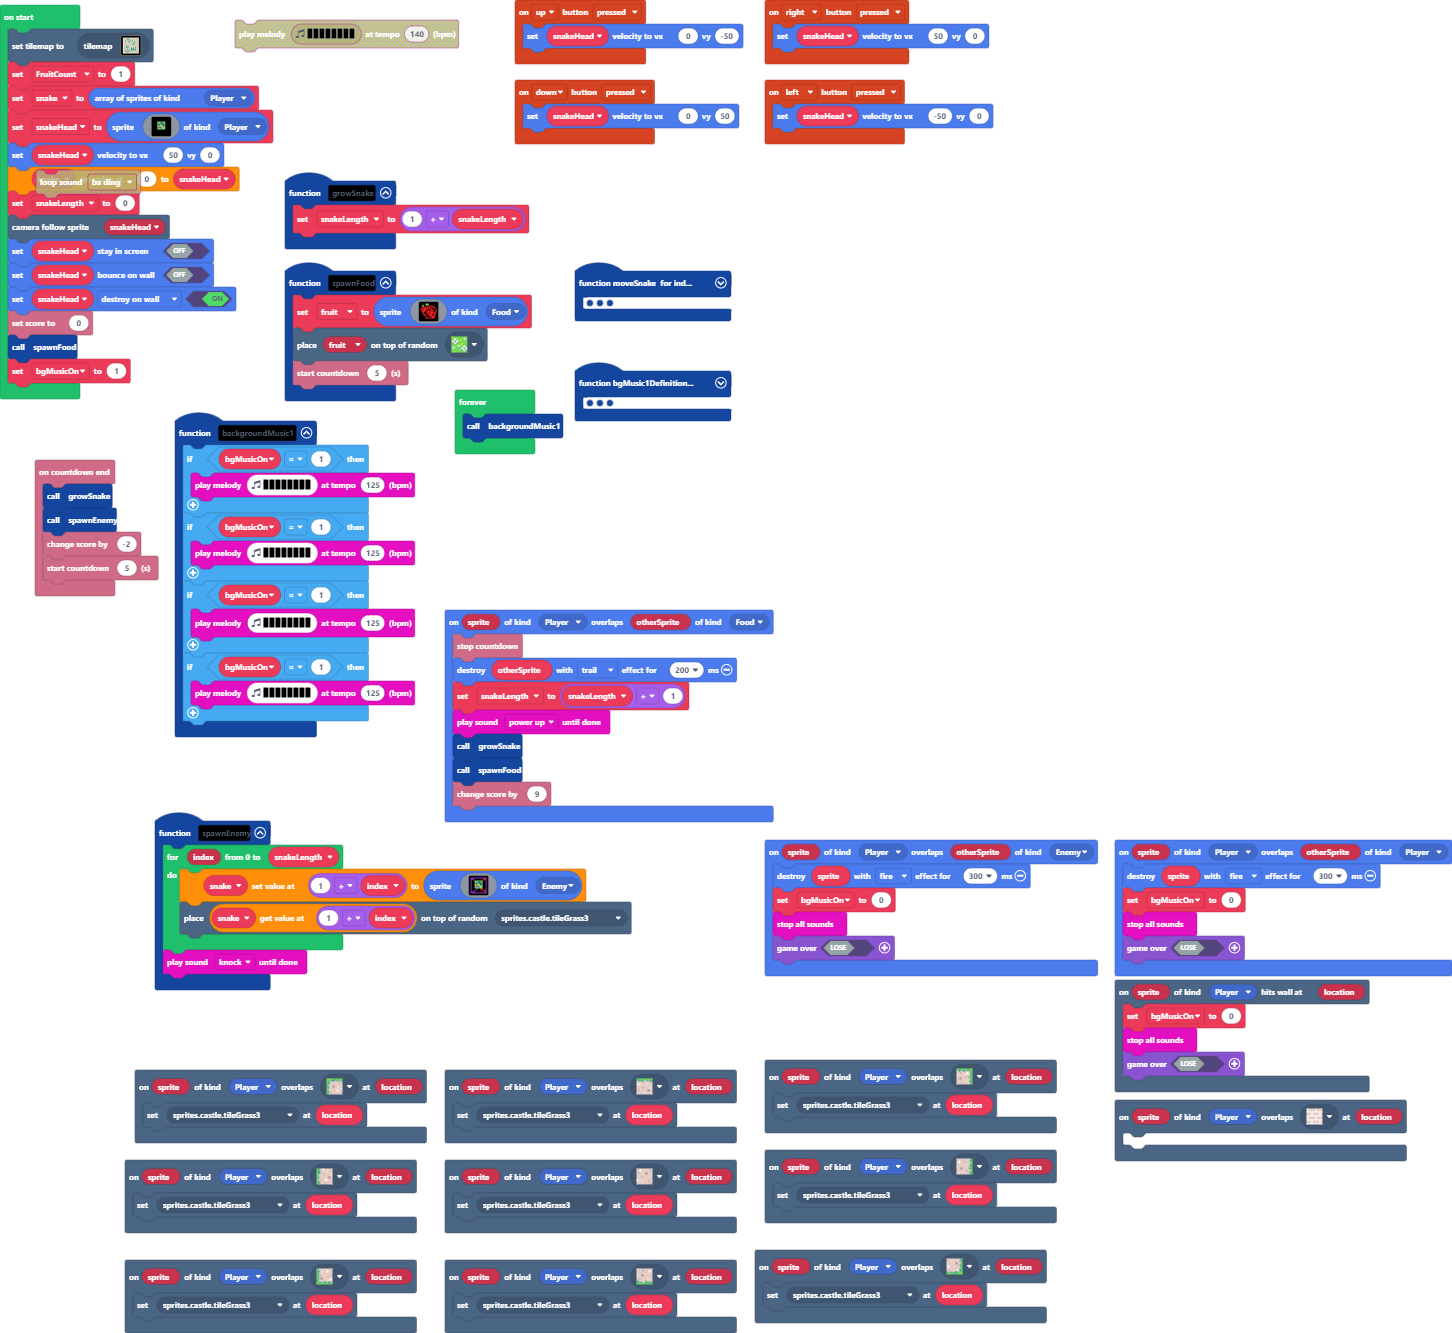 on start
set tilemap to tilemap
set FruitCount to 1
set snake to array of sprites of kind Player
set snakeHead to sprite of kind Player
set snakeHead velocity to vx 50 vy 0
loop sound ba ding 0 to snakeHead
set snakeLength to 0
camera follow sprite snakeHead
set snakeHead stay in screen OFF
set snakeHead bounce on wall OFF
set snakeHead destroy on wall ON
set score to 0
call spawnFood
set bgMusicOn to 1
play melody at tempo 140 (bpm)
on up button pressed
set snakeHead velocity to vx 0 vy -50
on right button pressed
set snakeHead velocity to vx 50 vy 0
on down button pressed
set snakeHead velocity to vx 0 vy 50
on left button pressed
set snakeHead velocity to vx -50 vy 0
function growSnake
set snakeLength to 1 + snakeLength
function spawnFood
set fruit to sprite of kind Food
place fruit on top of random
start countdown 5 (s)
function moveSnake for ind...
function bgMusic1Definition...
forever
call backgroundMusic1
function backgroundMusic1
if bgMusicOn = 1 then
play melody at tempo 125 (bpm)
if bgMusicOn = 1 then
play melody at tempo 125 (bpm)
if bgMusicOn = 1 then
play melody at tempo 125 (bpm)
if bgMusicOn = 1 then
play melody at tempo 125 (bpm)
on countdown end
call growSnake
call spawnEnemy
change score by -2
start countdown 5 (s)
on sprite of kind Player overlaps otherSprite of kind Food
stop countdown
destroy otherSprite with trail effect for 200 ms
set snakeLength to snakeLength + 1
play sound power up until done
call growSnake
call spawnFood
change score by 9
function spawnEnemy
for index from 0 to snakeLength
do snake set value at 1 + index to sprite of kind Enemy
place snake get value at 1 + index on top of random sprites.castle.tileGrass3
play sound knock until done
on sprite of kind Player overlaps otherSprite of kind Enemy
destroy sprite with fire effect for 300 ms
set bgMusicOn to 0
stop all sounds
game over LOSE
on sprite of kind Player overlaps otherSprite of kind Player
destroy sprite with fire effect for 300 ms
set bgMusicOn to 0
stop all sounds
game over LOSE
on sprite of kind Player hits wall at location
set bgMusicOn to 0
stop all sounds
game over LOSE
on sprite of kind Player overlaps at location
on sprite of kind Player overlaps at location
set sprites.castle.tileGrass3 at location
on sprite of kind Player overlaps at location
set sprites.castle.tileGrass3 at location
on sprite of kind Player overlaps at location
set sprites.castle.tileGrass3 at location
on sprite of kind Player overlaps at location
set sprites.castle.tileGrass3 at location
on sprite of kind Player overlaps at location
set sprites.castle.tileGrass3 at location
on sprite of kind Player overlaps at location
set sprites.castle.tileGrass3 at location
on sprite of kind Player overlaps at location
set sprites.castle.tileGrass3 at location
on sprite of kind Player overlaps at location
set sprites.castle.tileGrass3 at location
on sprite of kind Player overlaps at location
set sprites.castle.tileGrass3 at location